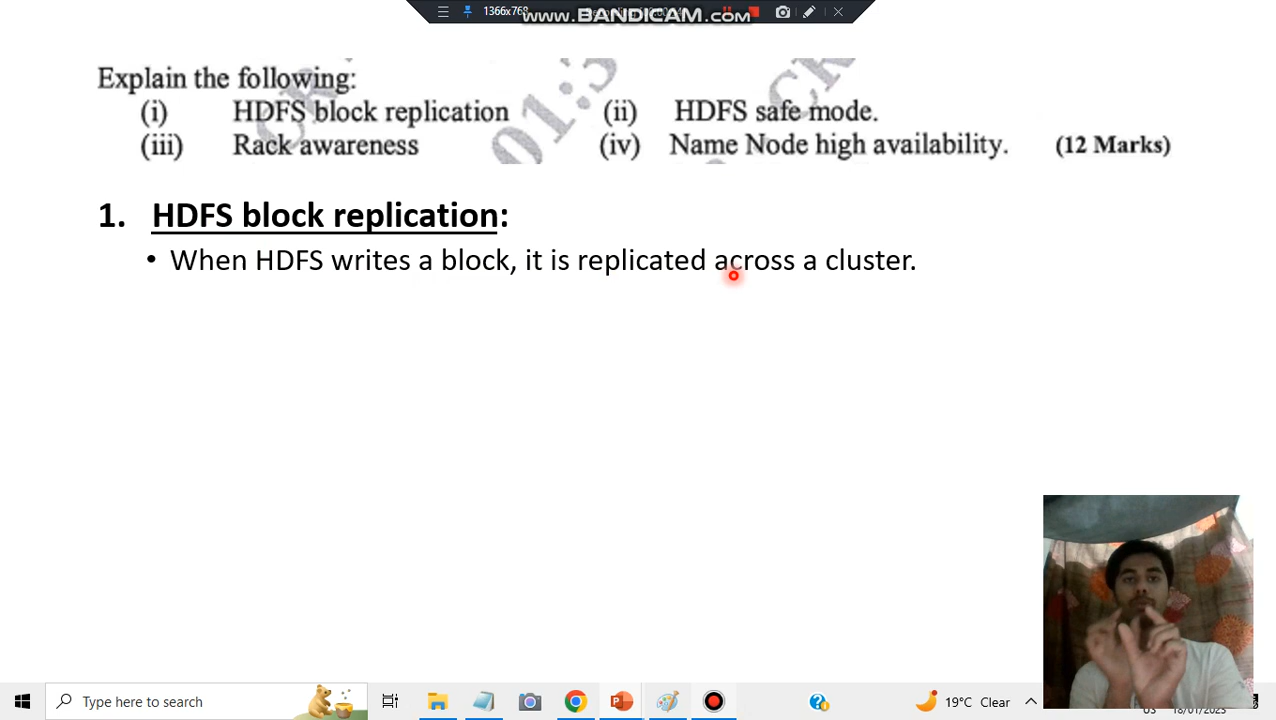 1366x768
www.BANDICAM.com
Explain the following:
(i) HDFS block replication (ii) HDFS safe mode.
(iii) Rack awareness (iv) Name Node high availability. (12 Marks)
1. HDFS block replication:
• When HDFS writes a block, it is replicated across a cluster.
Type here to search
19°C Clear